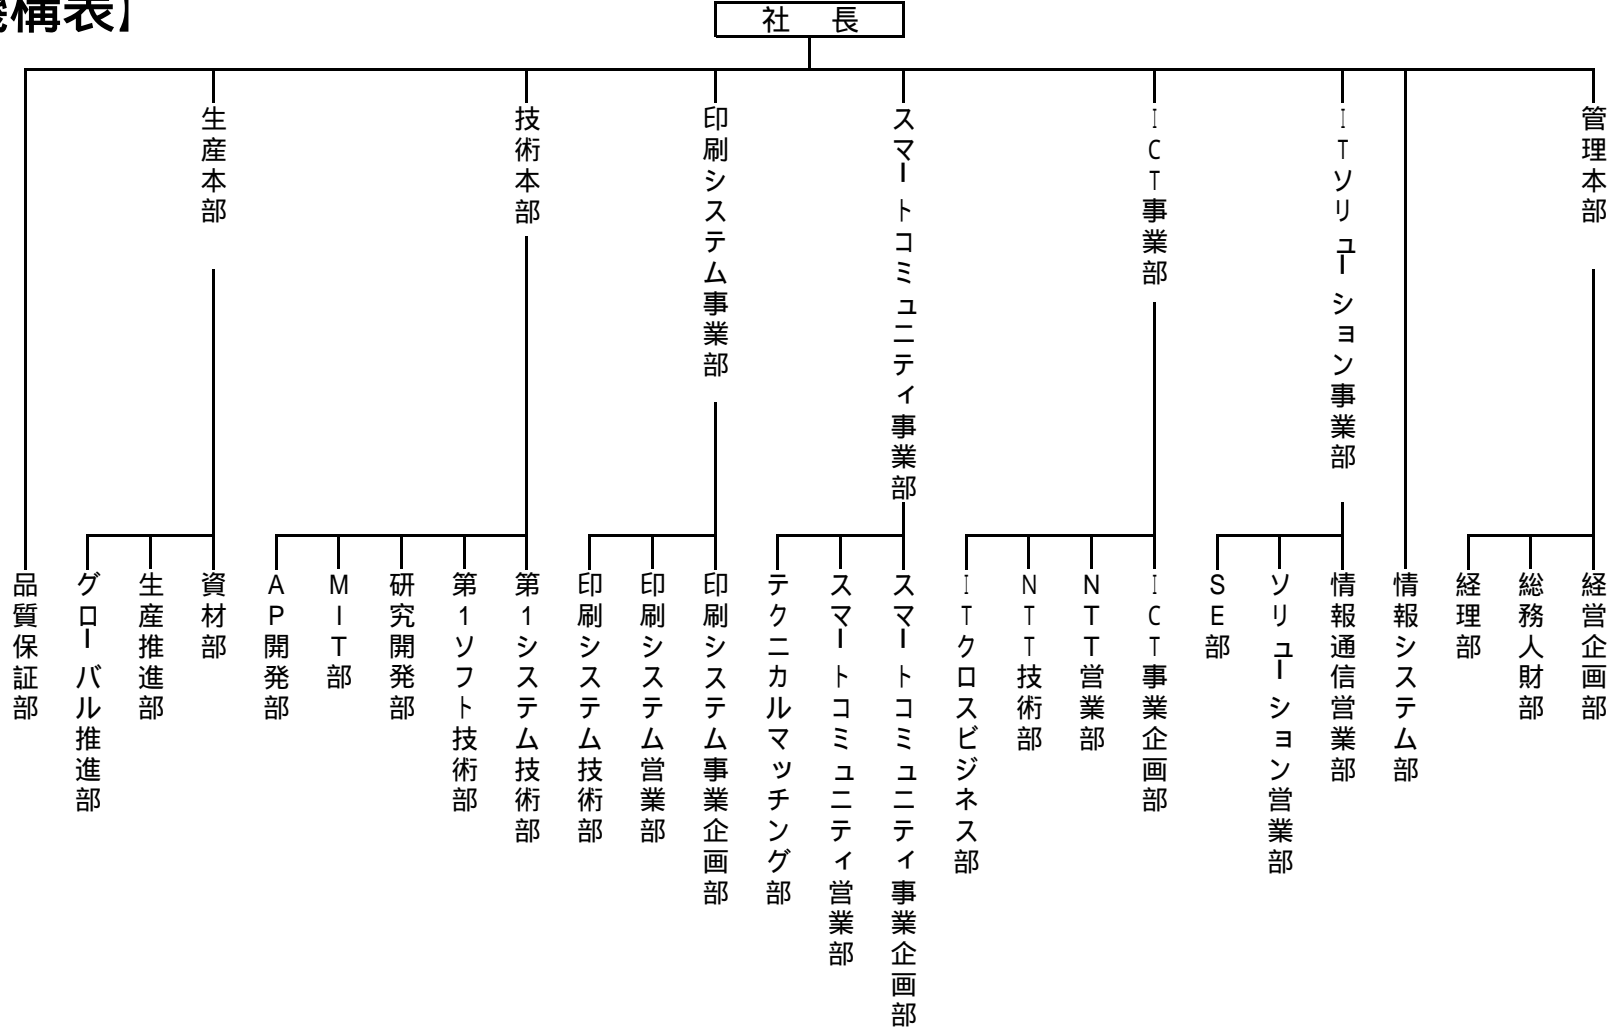 機構表】
社　長
管理本部
ITソリューション事業部
ICT事業部
スマートコミュニティ事業部
印刷システム事業部
技術本部
生産本部
経営企画部
総務人財部
経理部
情報システム部
情報通信営業部
ソリューション営業部
SE部
ICT事業企画部
NTT営業部
NTT技術部
ITクロスビジネス部
スマートコミュニティ事業企画部
スマートコミュニティ営業部
テクニカルマッチング部
印刷システム事業企画部
印刷システム営業部
印刷システム技術部
第1システム技術部
第1ソフト技術部
研究開発部
MIT部
AP開発部
資材部
生産推進部
グローバル推進部
品質保証部